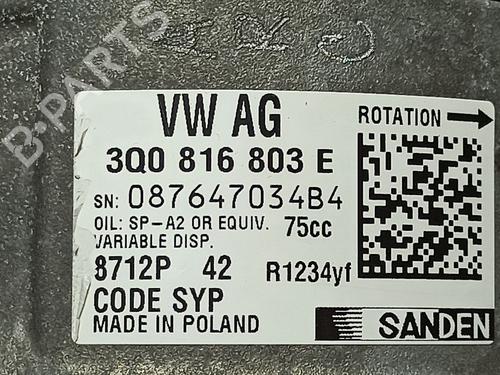 VW AG
ROTATION
3Q0 816 803 E
SN: 087647034B4
OIL: SP-A2 OR EQUIV. 75cc
VARIABLE DISP.
8712P 42 R1234yf
CODE SYP
MADE IN POLAND
SANDEN
B-PARTS